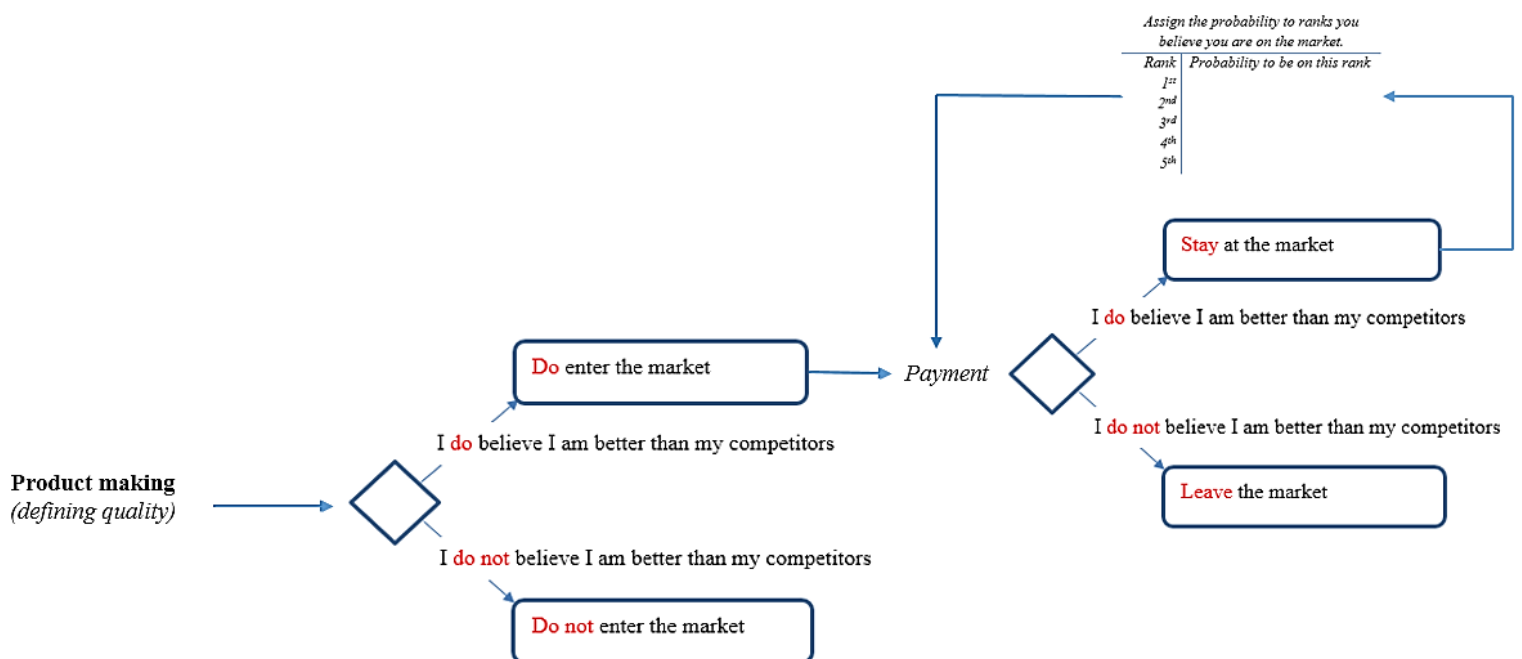 Assign the probability to ranks you
believe you are on the market.
Rank Probability to be on this rank
1st
2nd
3rd
4th
5th
Stay at the market
I do believe I am better than my competitors
Do enter the market
Payment
I do not believe I am better than my competitors
I do believe I am better than my competitors
Product making
(defining quality)
Leave the market
I do not believe I am better than my competitors
Do not enter the market